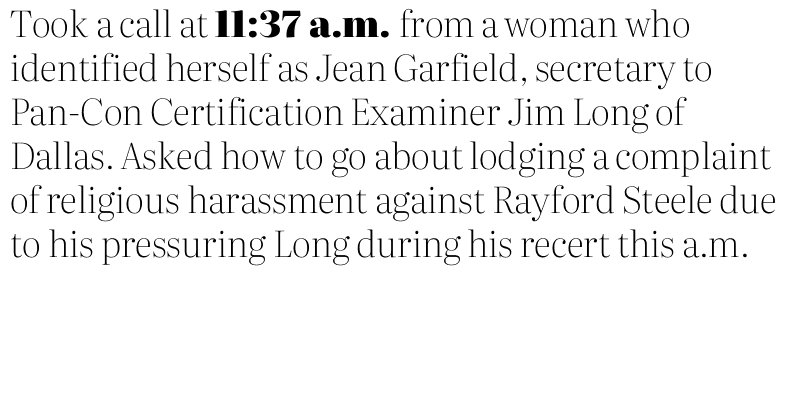 Took a call at 11:37 a.m. from a woman who
identified herself as Jean Garfield, secretary to
Pan-Con Certification Examiner Jim Long of
Dallas. Asked how to go about lodging a complaint
of religious harassment against Rayford Steele due
to his pressuring Long during his recert this a.m.